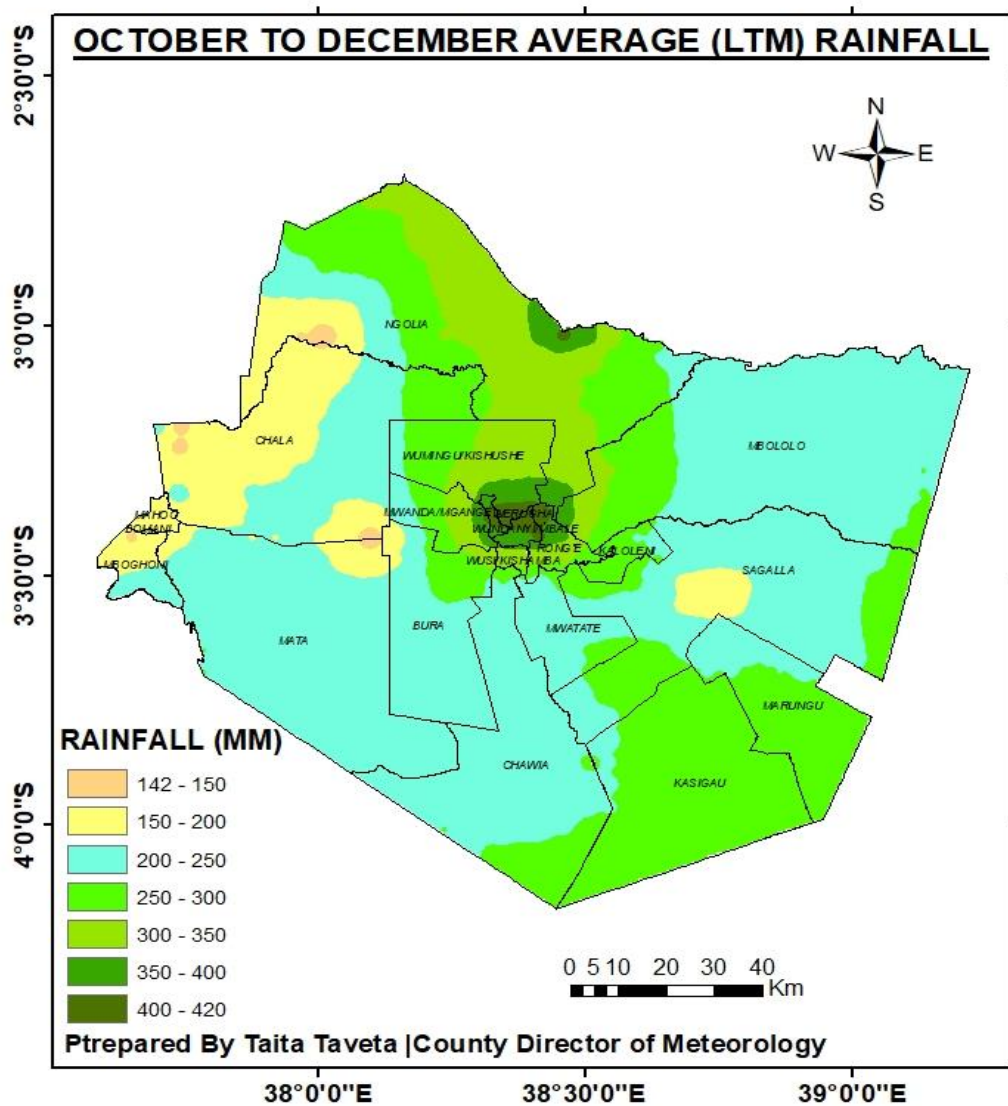 OCTOBER TO DECEMBER AVERAGE (LTM) RAINFALL
2°30'0"S
3°0'0"S
3°30'0"S
4°0'0"S
N
W E
S
NGOLIA
CHALA
MBOLOLO
WUMINGU/KISHUSHE
MWANDA/MGANGE
WERUGHA
WUNDANYI/MBALE
MAHOO
BOMANI
MBOGHONI
RONG'E
KALOLENI
WUSI/KISHAMBA
SAGALLA
MATA
BURA
MWATATE
MARUNGU
CHAWIA
KASIGAU
RAINFALL (MM)
142 - 150
150 - 200
200 - 250
250 - 300
300 - 350
350 - 400
400 - 420
0 5 10 20 30 40
Km
Ptrepared By Taita Taveta |County Director of Meteorology
38°0'0"E
38°30'0"E
39°0'0"E